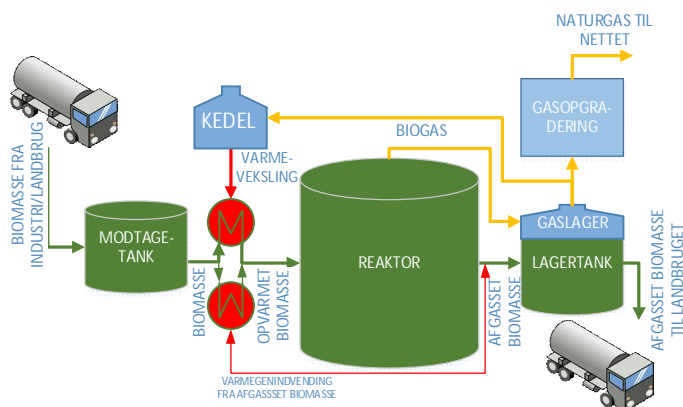 NATURGAS TIL
NETTET
KEDEL
BIOGAS
GASOPGRA-
DERING
VARME-
VEKSLING
BIOMASSE FRA
INDUSTRI/LANDBRUG
MODTAGE-
TANK
BIOMASSE
OPVARMET
BIOMASSE
REAKTOR
AFGASSET
BIOMASSE
GASLAGER
LAGERTANK
AFGASSET BIOMASSE
TIL LANDBRUGET
VARMEGENINDVENDING
FRA AFGASSSET BIOMASSE